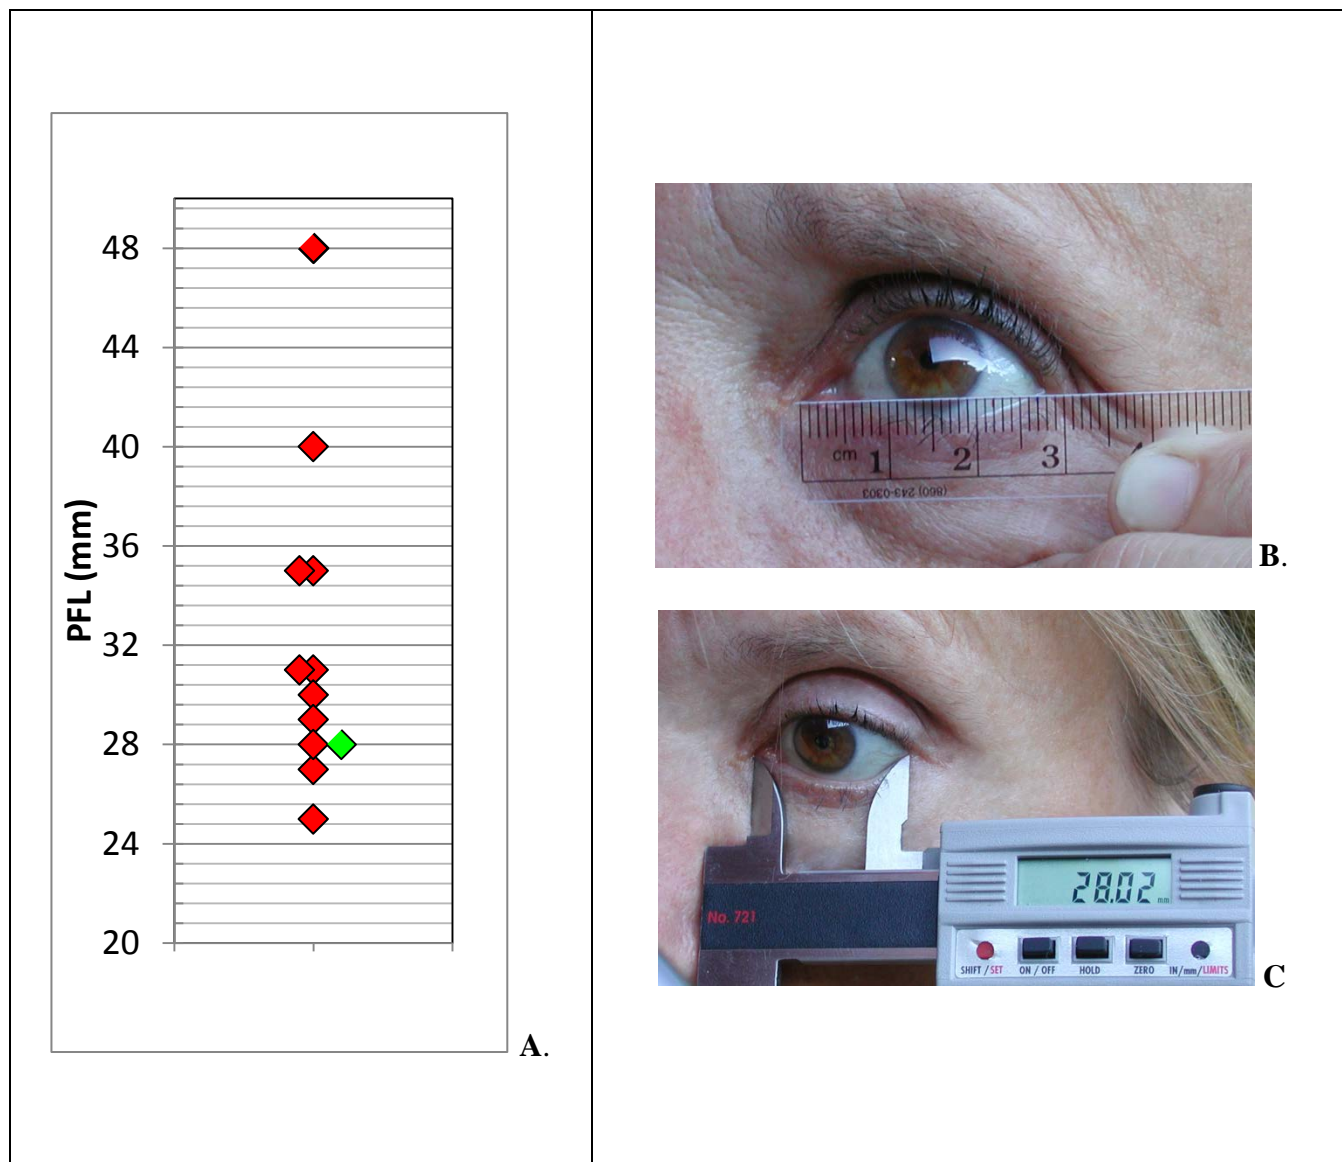 48
44
40
36
32
28
24
20
PFL (mm)
A.
cm 1 2 3 4
(860) 243-0303
B.
No. 721
28.02 mm
SHIFT / SET ON / OFF HOLD ZERO IN/mm/LIMITS
C